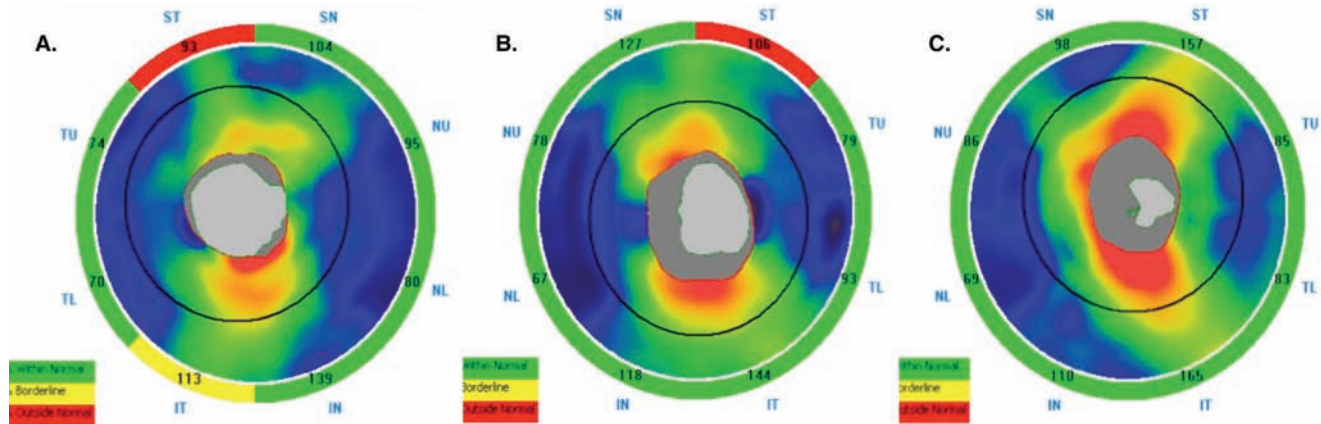 A.
ST
SN
93
104
TU
74
NU
95
TL
70
NL
80
113
139
IT
IN
Within Normal
Borderline
Outside Normal
B.
SN
ST
127
106
NU
78
TU
79
NL
67
TL
93
118
144
IN
IT
Within Normal
Borderline
Outside Normal
C.
SN
ST
98
157
NU
86
TU
85
NL
69
TL
83
110
165
IN
IT
Within Normal
orderline
utside Normal